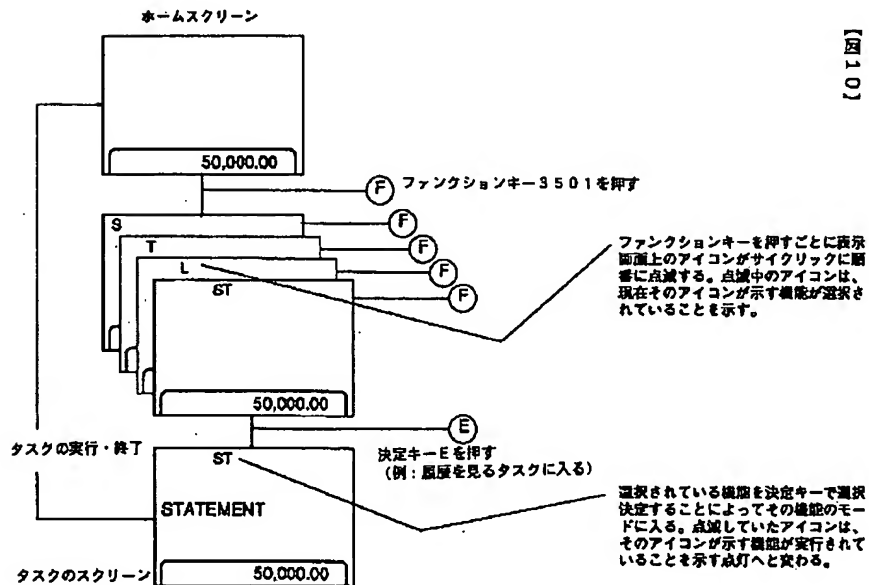 ホームスクリーン
【図10】
50,000.00
F
ファンクションキー3501を押す
S
F
T
F
L
F
ST
F
ファンクションキーを押すごとに表示
画面上のアイコンがサイクリックに順
番に点滅する。点滅中のアイコンは、
現在そのアイコンが示す機能が選択さ
れていることを示す。
50,000.00
E
タスクの実行・終了
決定キーEを押す
(例:履歴を見るタスクに入る)
ST
STATEMENT
選択されている機能を決定キーで選択
決定することによってその機能のモー
ドに入る。点滅していたアイコンは、
そのアイコンが示す機能が実行されて
いることを示す点灯へと変わる。
タスクのスクリーン
50,000.00